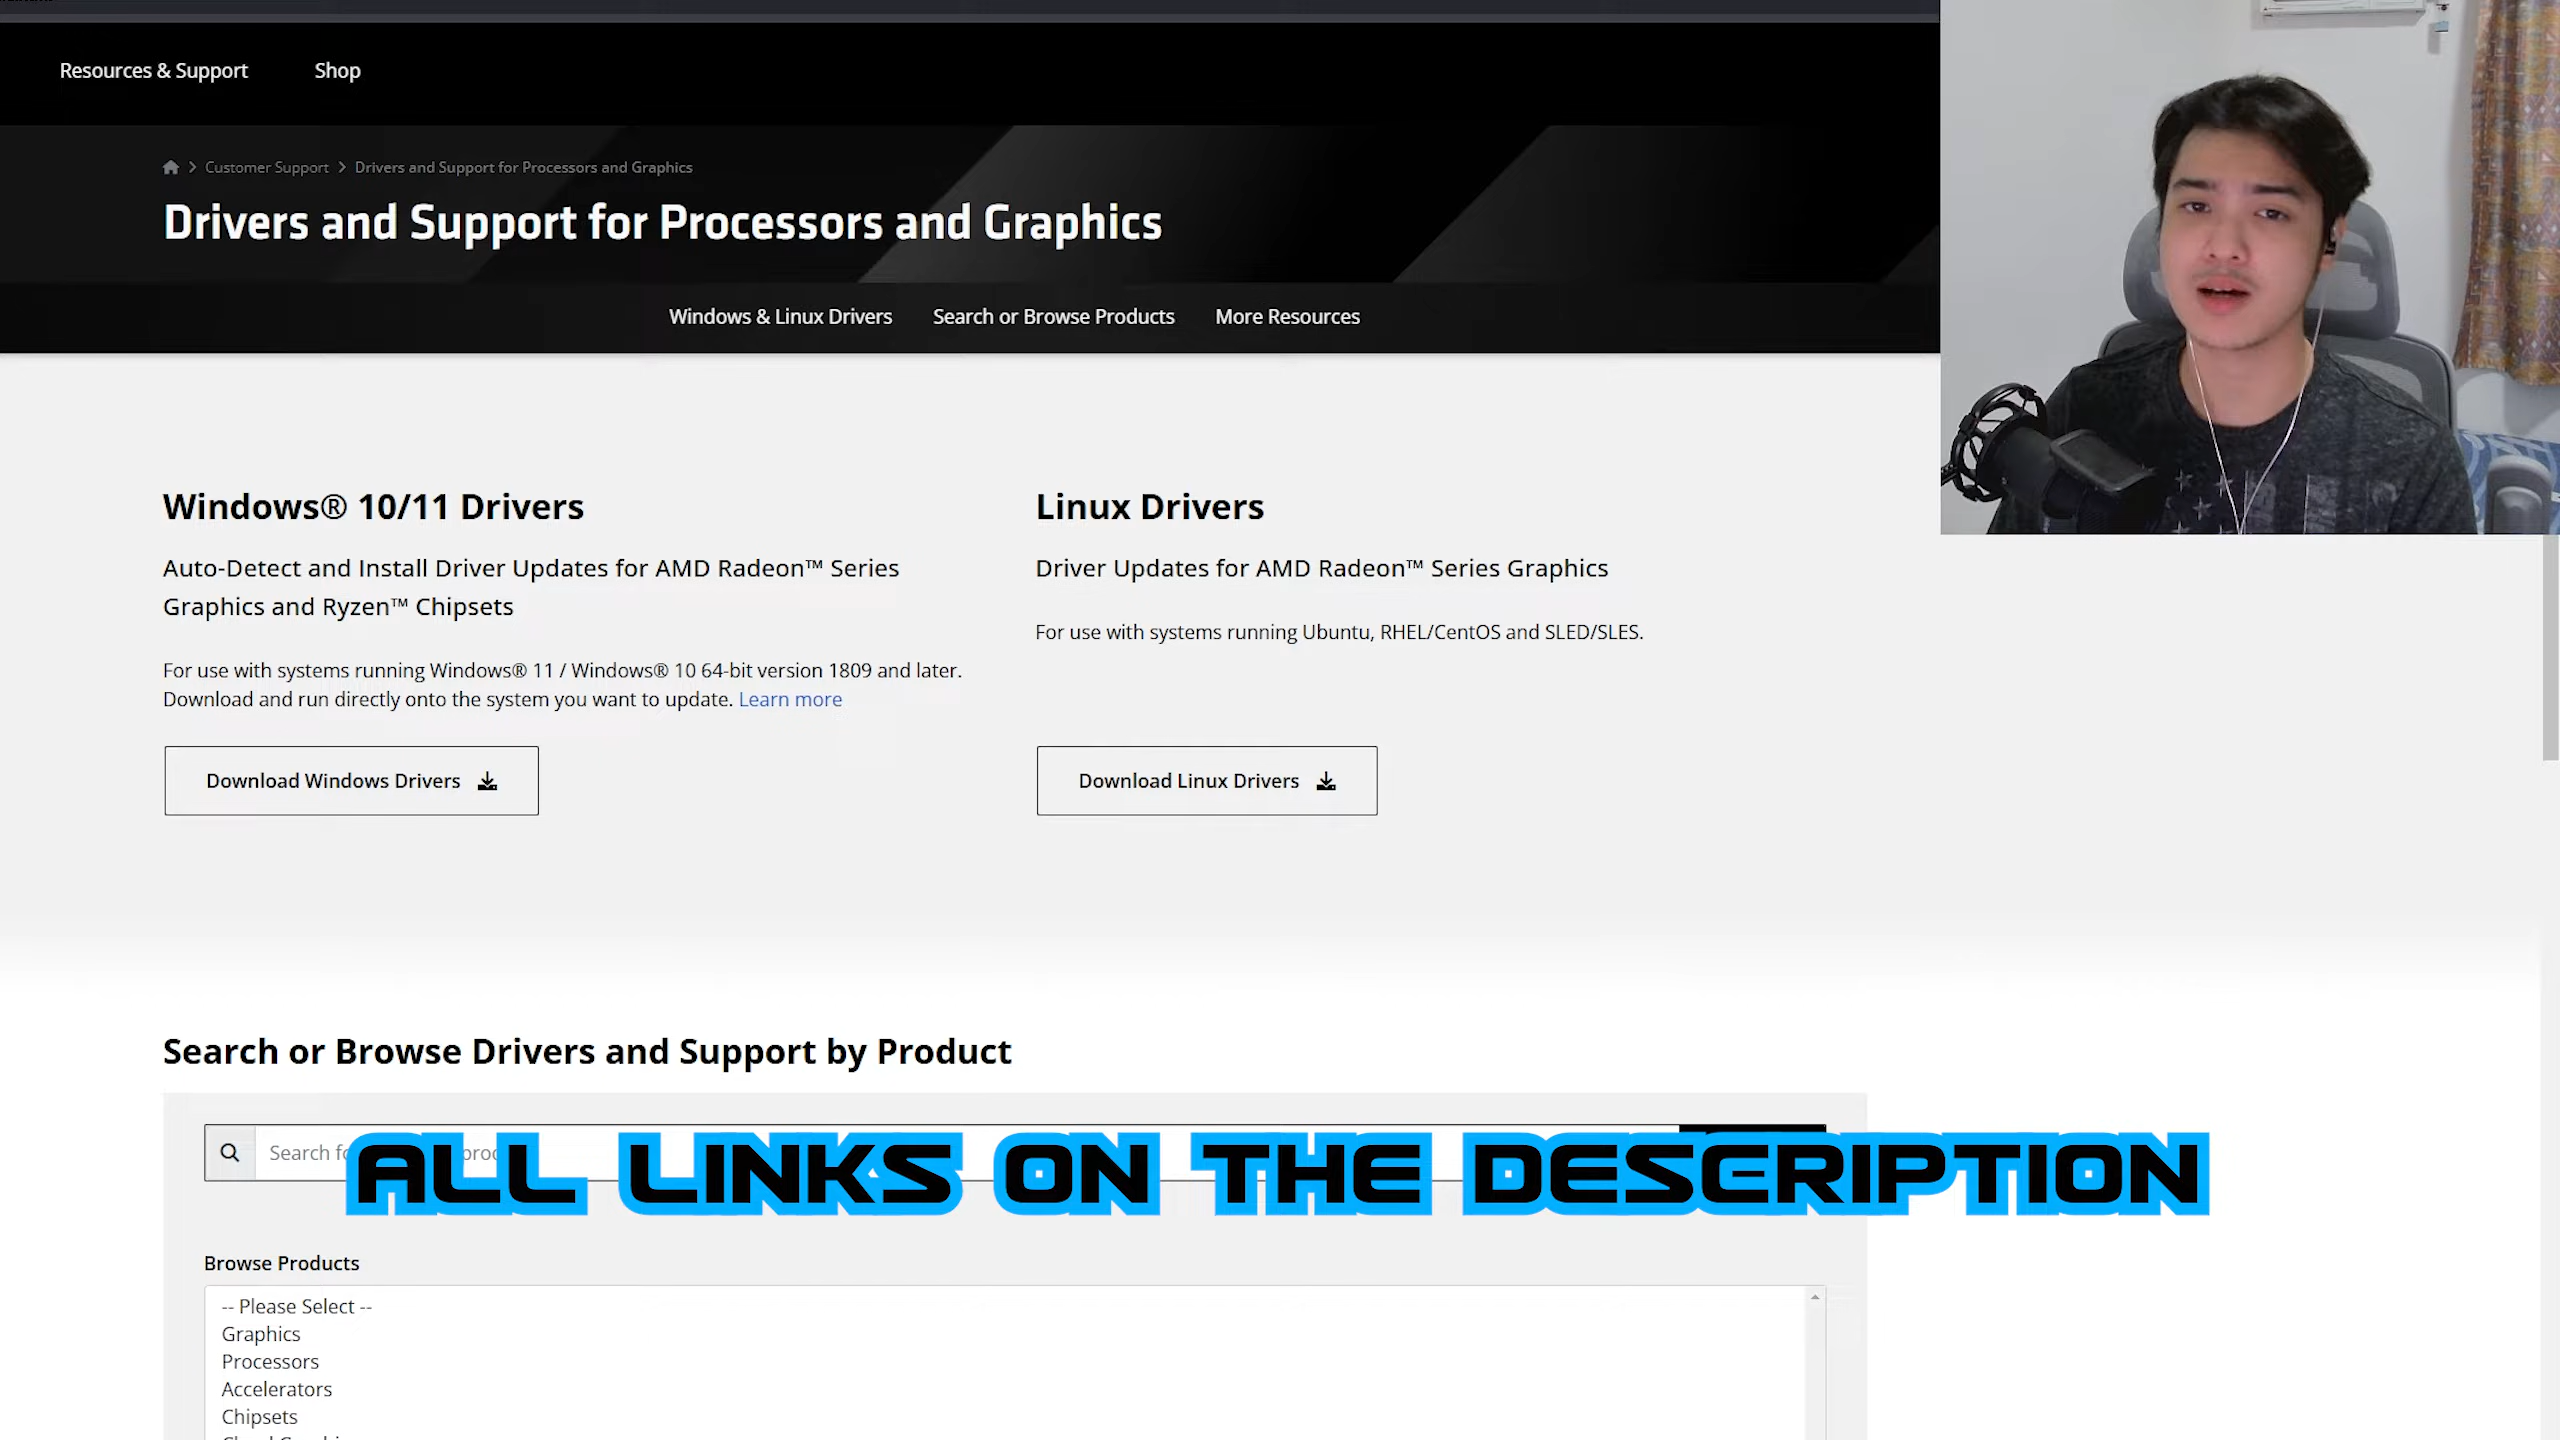 Resources & Support
Shop
Customer Support
Drivers and Support for Processors and Graphics
Drivers and Support for Processors and Graphics
Windows & Linux Drivers
Search or Browse Products
More Resources
Windows® 10/11 Drivers
Auto-Detect and Install Driver Updates for AMD Radeon™ Series
Graphics and Ryzen™ Chipsets
For use with systems running Windows® 11 / Windows® 10 64-bit version 1809 and later.
Download and run directly onto the system you want to update. Learn more
Download Windows Drivers
Linux Drivers
Driver Updates for AMD Radeon™ Series Graphics
For use with systems running Ubuntu, RHEL/CentOS and SLED/SLES.
Download Linux Drivers
Search or Browse Drivers and Support by Product
Search
ALL LINKS ON THE DESCRIPTION
Browse Products
-- Please Select --
Graphics
Processors
Accelerators
Chipsets